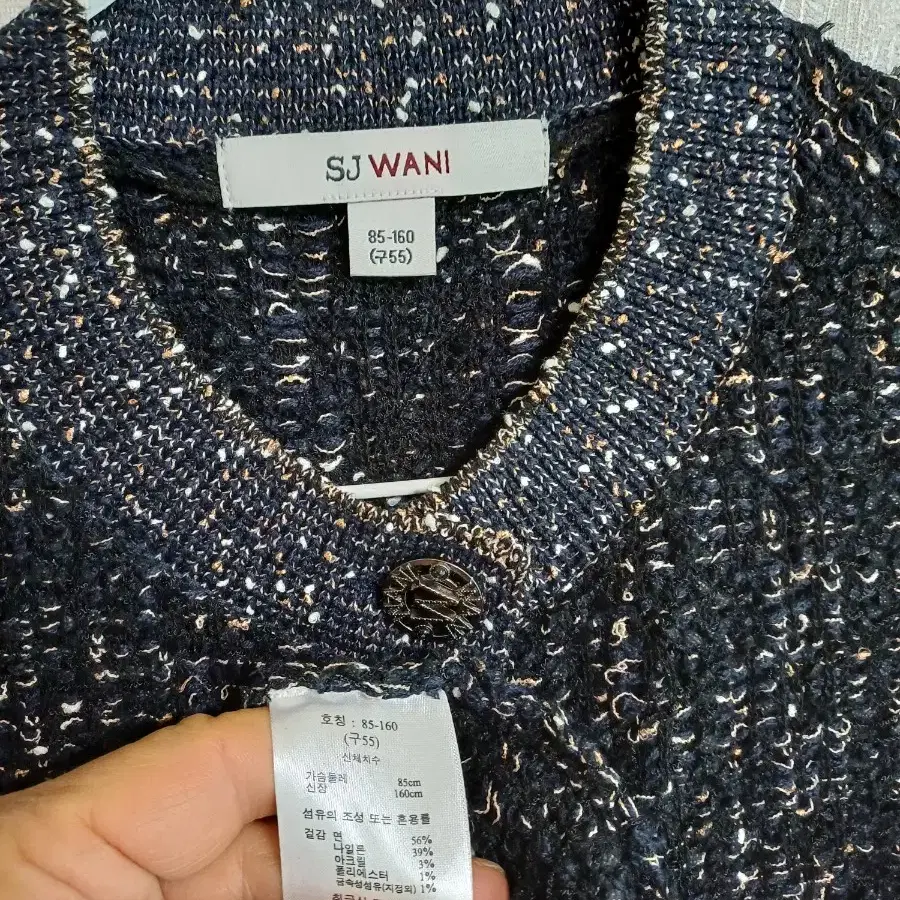 SJ WANI
85-160
(구55)
호칭 : 85-160
(구55)
신체치수
가슴둘레 85cm
신장 160cm
섬유의 조성 또는 혼용률
겉감 면 56%
나일론 39%
아크릴 3%
폴리에스터 1%
금속성섬유(지정외) 1%